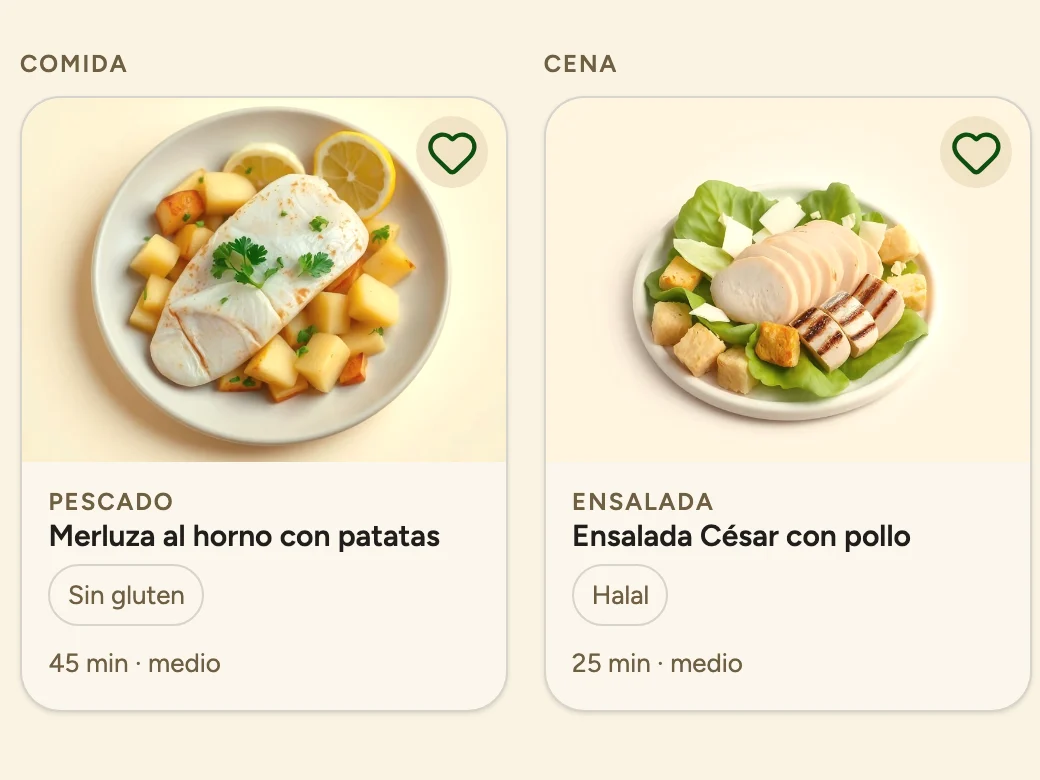 COMIDA
PESCADO
Merluza al horno con patatas
Sin gluten
45 min · medio
CENA
ENSALADA
Ensalada César con pollo
Halal
25 min · medio